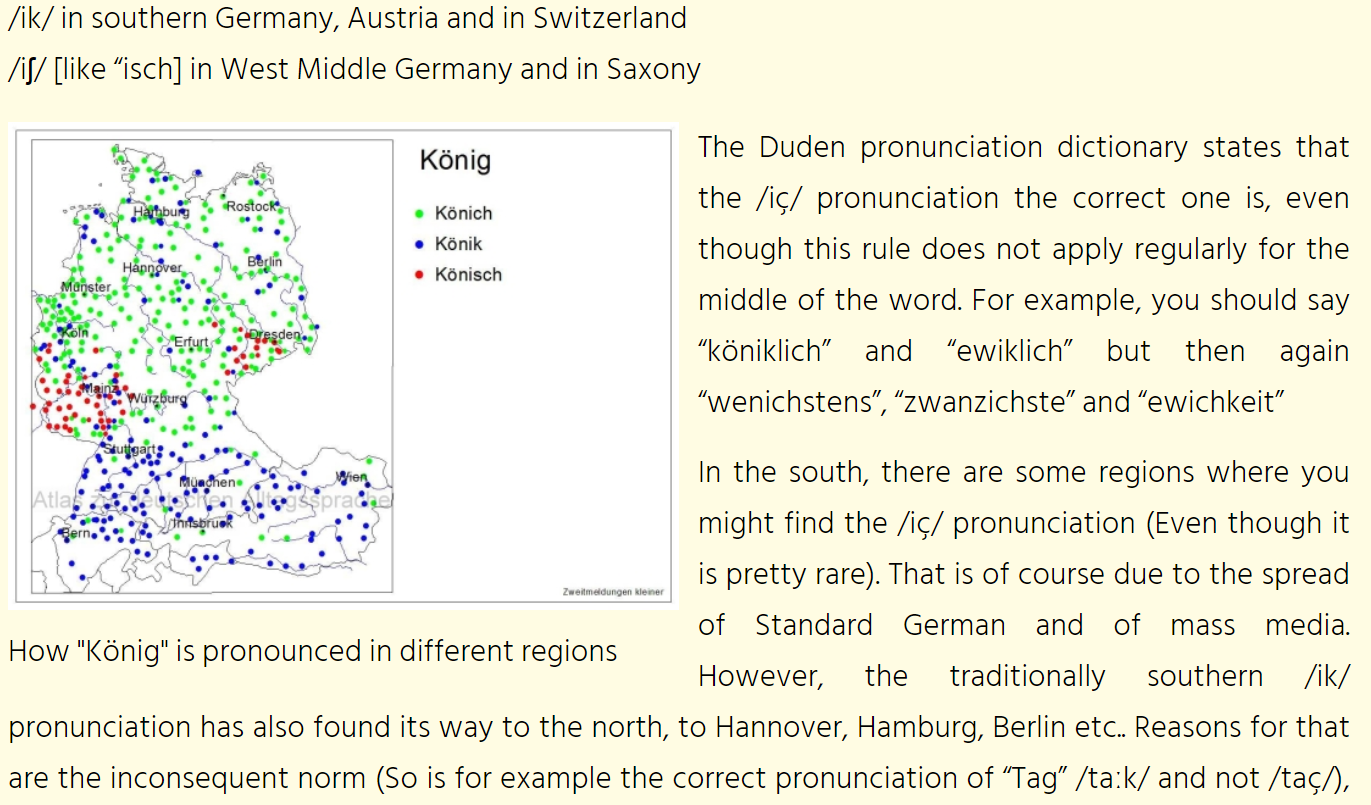 /ik/ in southern Germany, Austria and in Switzerland
/iʃ/ [like “isch] in West Middle Germany and in Saxony
König
Könich
Könik
Könisch
Hamburg
Rostock
Hannover
Berlin
Münster
Köln
Erfurt
Dresden
Mainz
Würzburg
Stuttgart
München
Wien
Atlas zur deutschen Alltagssprache
Innsbruck
Bern
Zweitmeldungen kleiner
How "König" is pronounced in different regions
The Duden pronunciation dictionary states that
the /iç/ pronunciation the correct one is, even
though this rule does not apply regularly for the
middle of the word. For example, you should say
“köniklich” and “ewiklich” but then again
“wenichstens”, “zwanzichste” and “ewichkeit”
In the south, there are some regions where you
might find the /iç/ pronunciation (Even though it
is pretty rare). That is of course due to the spread
of Standard German and of mass media.
However, the traditionally southern /ik/
pronunciation has also found its way to the north, to Hannover, Hamburg, Berlin etc.. Reasons for that
are the inconsequent norm (So is for example the correct pronunciation of “Tag” /ta:k/ and not /taç/),